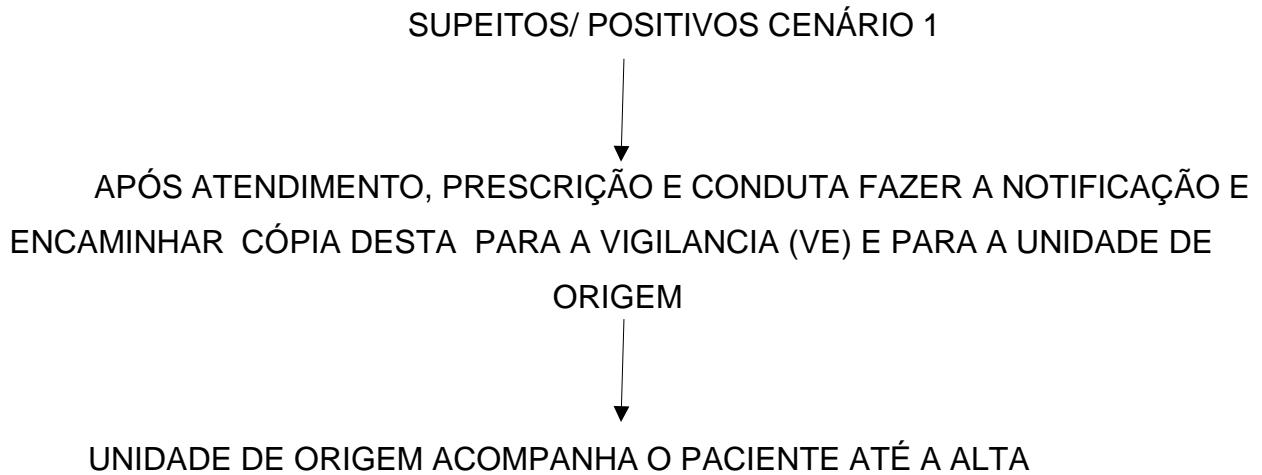 SUPEITOS/ POSITIVOS CENÁRIO 1
APÓS ATENDIMENTO, PRESCRIÇÃO E CONDUTA FAZER A NOTIFICAÇÃO E
ENCAMINHAR CÓPIA DESTA PARA A VIGILANCIA (VE) E PARA A UNIDADE DE
ORIGEM
UNIDADE DE ORIGEM ACOMPANHA O PACIENTE ATÉ A ALTA